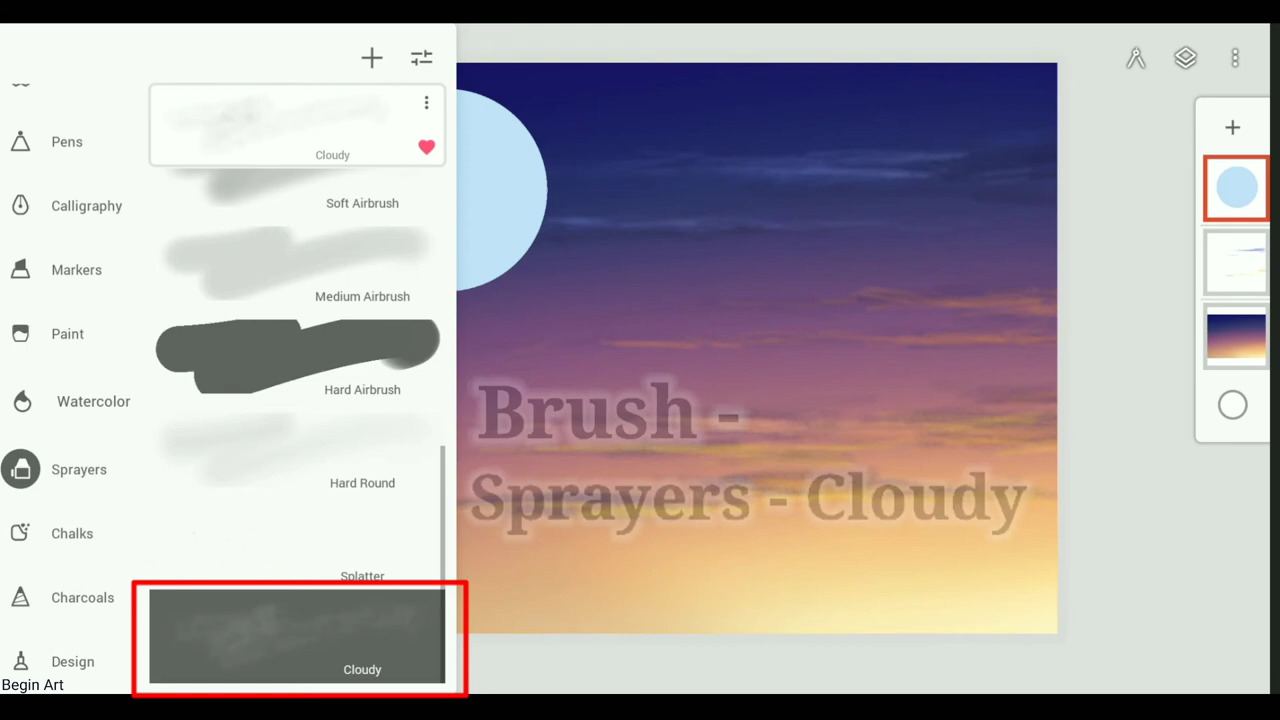 Pens
Calligraphy
Markers
Paint
Watercolor
Sprayers
Chalks
Charcoals
Design
Begin Art
Cloudy
Soft Airbrush
Medium Airbrush
Hard Airbrush
Hard Round
Splatter
Cloudy
Brush -
Sprayers - Cloudy